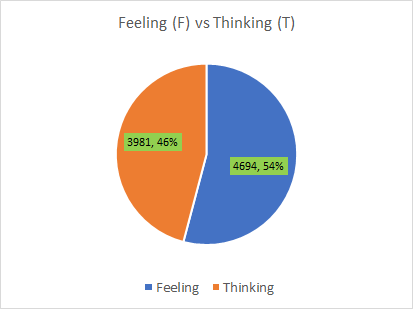 Feeling (F) vs Thinking (T)
3981, 46%
4694, 54%
Feeling Thinking